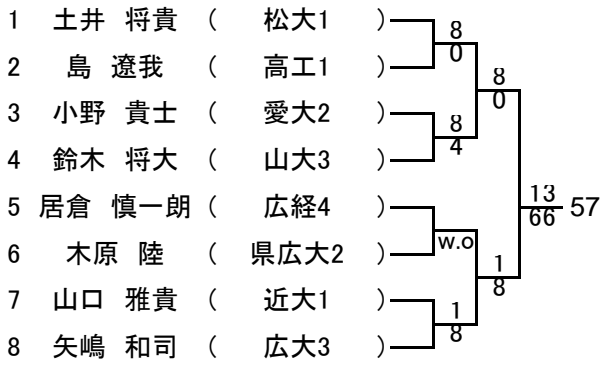 1 土井 将貴 ( 松大1 )
8
0
2 島 遼我 ( 高工1 )
8
0
3 小野 貴士 ( 愛大2 )
8
4
4 鈴木 将大 ( 山大3 )
13
66 57
5 居倉 慎一朗 ( 広経4 )
w.o
6 木原 陸 ( 県広大2 )
1
8
7 山口 雅貴 ( 近大1 )
1
8
8 矢嶋 和司 ( 広大3 )